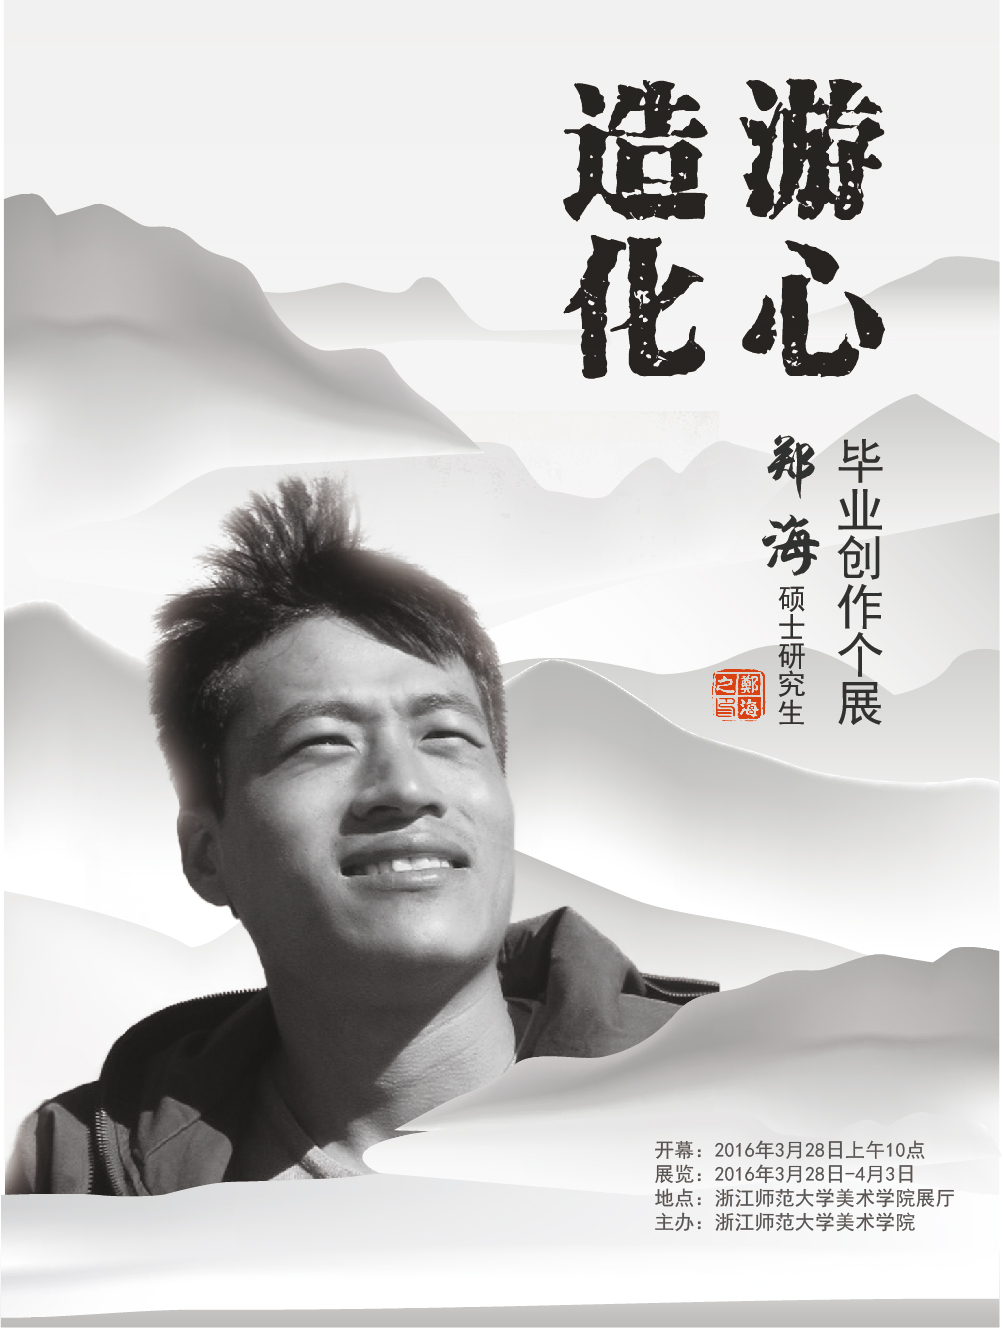 游心
造化
毕业创作个展
郑海硕士研究生
鄭海
之印
开幕：2016年3月28日上午10点
展览：2016年3月28日-4月3日
地点：浙江师范大学美术学院展厅
主办：浙江师范大学美术学院